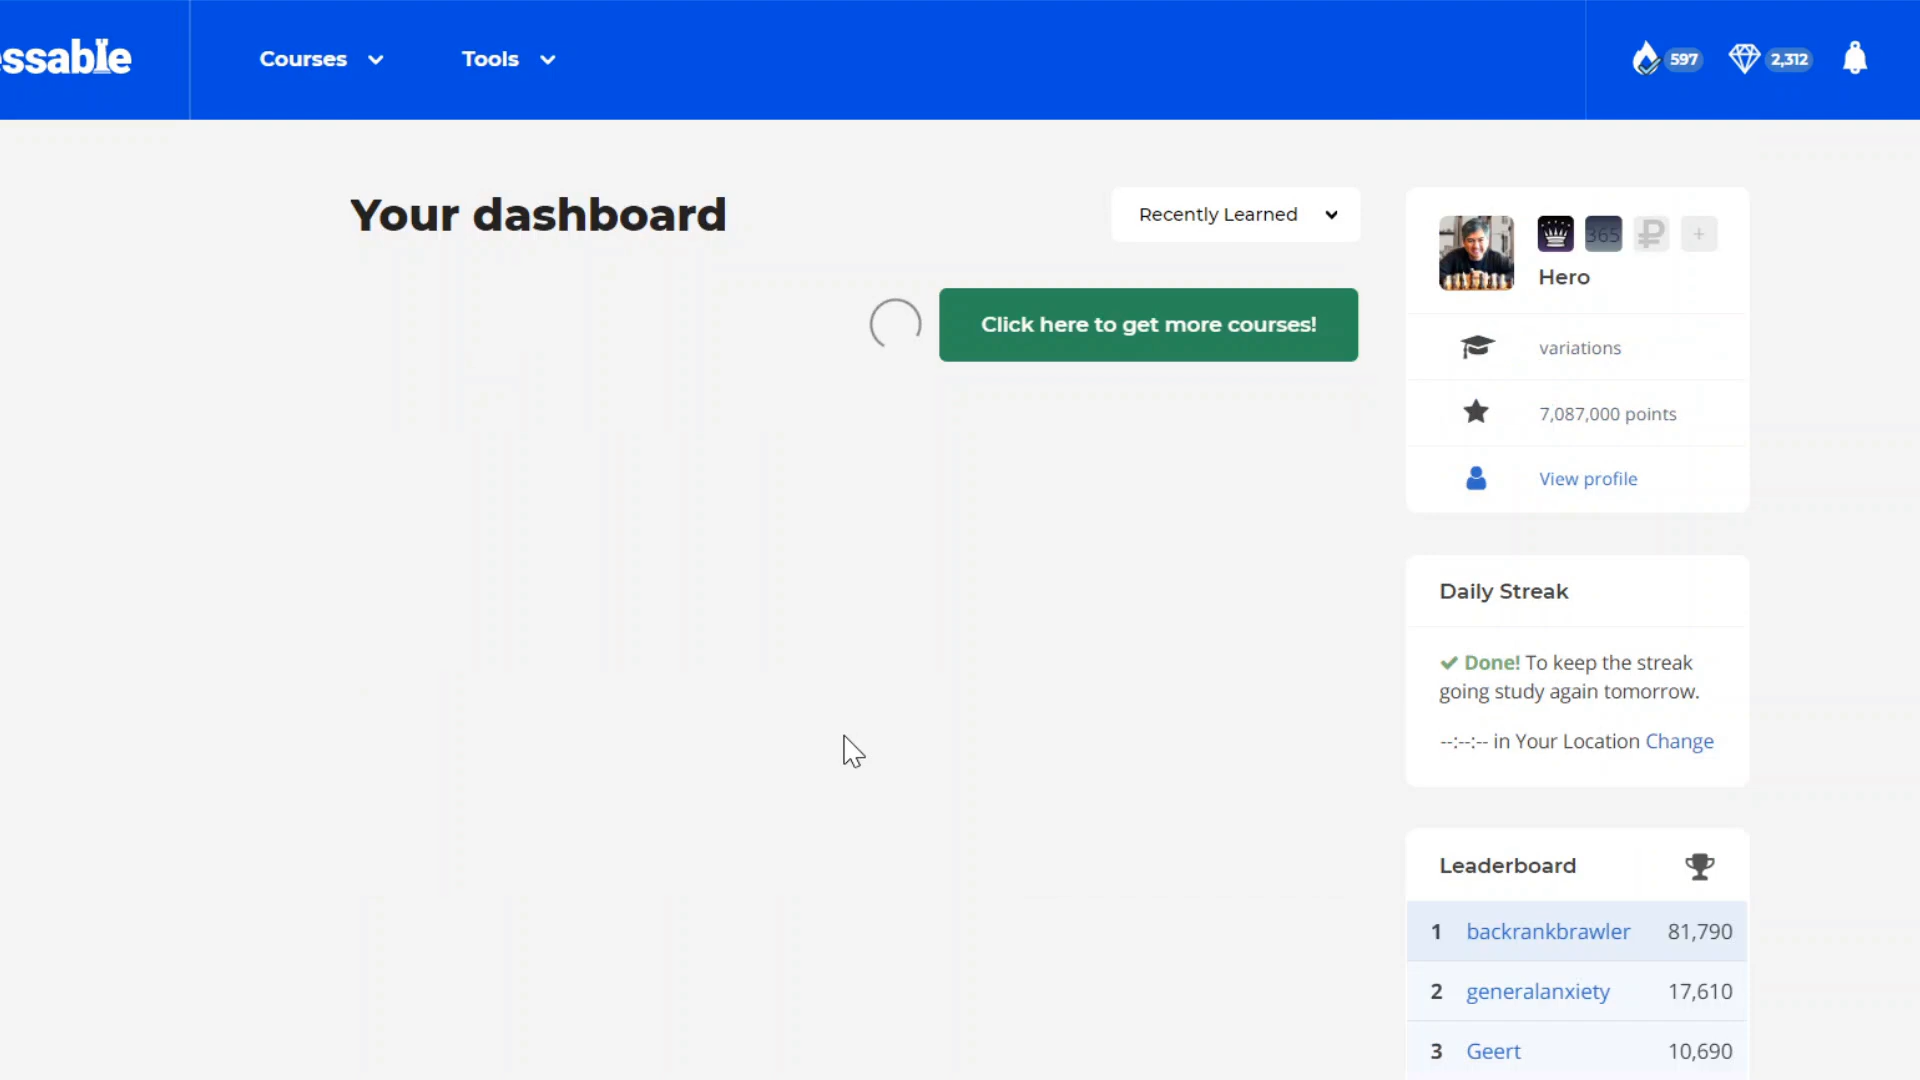 essable
Courses
Tools
597
2,312
Your dashboard
Recently Learned
Click here to get more courses!
365
Hero
variations
7,087,000 points
View profile
Daily Streak
Done! To keep the streak
going study again tomorrow.
--:--:-- in Your Location Change
Leaderboard
1 backrankbrawler 81,790
2 generalanxiety 17,610
3 Geert 10,690